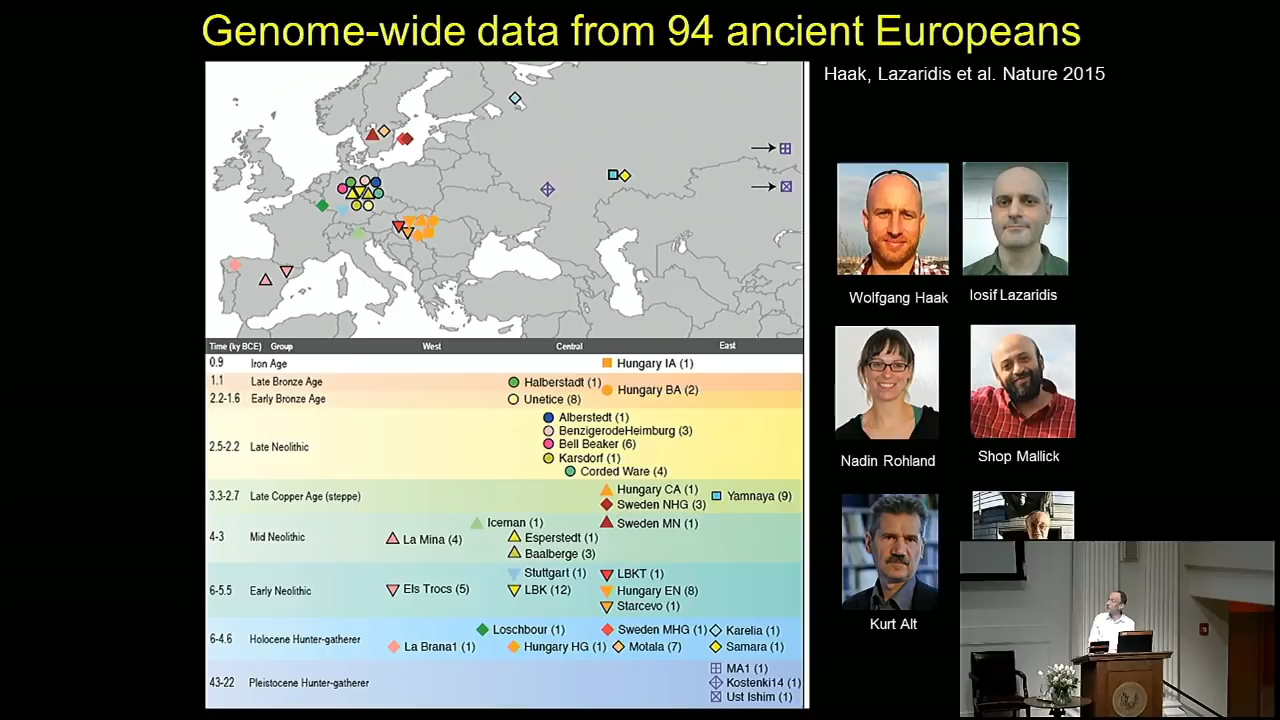 Genome-wide data from 94 ancient Europeans
Haak, Lazaridis et al. Nature 2015
Wolfgang Haak
Iosif Lazaridis
Nadin Rohland
Shop Mallick
Kurt Alt
Time (ky BCE) Group West Central East
0.9 Iron Age Hungary IA (1)
1.1 Late Bronze Age Halberstadt (1)
Hungary BA (2)
2.2-1.6 Early Bronze Age Unetice (8)
Alberstedt (1)
BenzigerodeHeimburg (3)
2.5-2.2 Late Neolithic Bell Beaker (6)
Karsdorf (1)
Corded Ware (4)
Hungary CA (1)
3.3-2.7 Late Copper Age (steppe) Yamnaya (9)
Sweden NHG (3)
Iceman (1) Sweden MN (1)
4-3 Mid Neolithic La Mina (4) Esperstedt (1)
Baalberge (3)
Stuttgart (1) LBKT (1)
6-5.5 Early Neolithic Els Trocs (5) LBK (12) Hungary EN (8)
Starcevo (1)
Loschbour (1) Sweden MHG (1) Karelia (1)
6-4.6 Holocene Hunter-gatherer
La Brana1 (1) Hungary HG (1) Motala (7) Samara (1)
MA1 (1)
43-22 Pleistocene Hunter-gatherer Kostenki14 (1)
Ust Ishim (1)